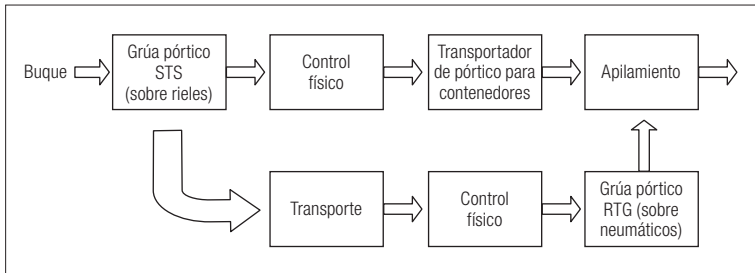 Buque
Grúa pórtico
STS
(sobre rieles)
Control
físico
Transportador
de pórtico para
contenedores
Apilamiento
Transporte
Control
físico
Grúa pórtico
RTG (sobre
neumáticos)